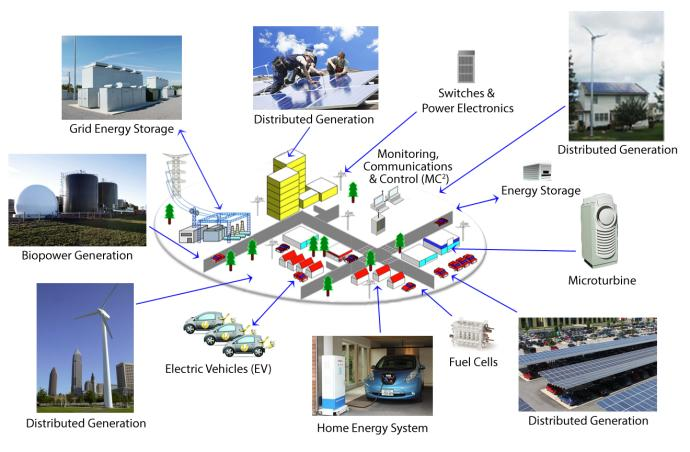 Grid Energy Storage
Distributed Generation
Switches &
Power Electronics
Distributed Generation
Monitoring,
Communications
& Control (MC²)
Energy Storage
Biopower Generation
Microturbine
Distributed Generation
Electric Vehicles (EV)
Home Energy System
Fuel Cells
Distributed Generation